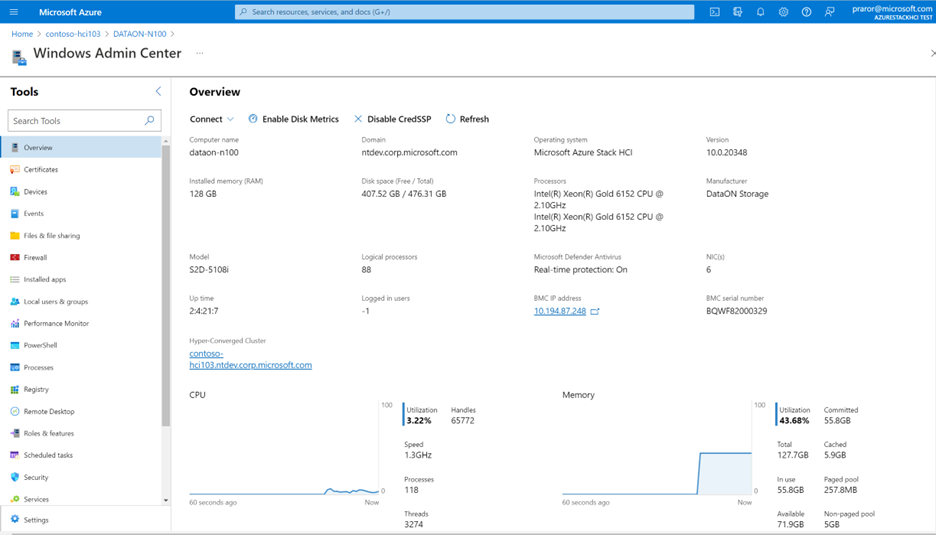 Microsoft Azure
Search resources, services, and docs (G+/)
praror@microsoft.com
AZURESTACKHCI TEST
Home > contoso-hci103 > DATAON-N100 >
Windows Admin Center ...
Tools
Search Tools
Overview
Certificates
Devices
Events
Files & file sharing
Firewall
Installed apps
Local users & groups
Performance Monitor
PowerShell
Processes
Registry
Remote Desktop
Roles & features
Scheduled tasks
Security
Services
Settings
Overview
Connect Enable Disk Metrics Disable CredSSP Refresh
Computer name
dataon-n100
Domain
ntdev.corp.microsoft.com
Operating system
Microsoft Azure Stack HCI
Version
10.0.20348
Installed memory (RAM)
128 GB
Disk space (Free / Total)
407.52 GB / 476.31 GB
Processors
Intel(R) Xeon(R) Gold 6152 CPU @
2.10GHz
Intel(R) Xeon(R) Gold 6152 CPU @
2.10GHz
Manufacturer
DataON Storage
Model
S2D-5108i
Logical processors
88
Microsoft Defender Antivirus
Real-time protection: On
NIC(s)
6
Up time
2:4:21:7
Logged in users
-1
BMC IP address
10.194.87.248
BMC serial number
BQWF82000329
Hyper-Converged Cluster
contoso-
hci103.ntdev.corp.microsoft.com
CPU
100
0
60 seconds ago
Now
Utilization
3.22%
Handles
65772
Speed
1.3GHz
Processes
118
Threads
3274
Memory
100
0
60 seconds ago
Now
Utilization
43.68%
Committed
55.8GB
Total
127.7GB
Cached
5.9GB
In use
55.8GB
Paged pool
257.8MB
Available
71.9GB
Non-paged pool
5GB